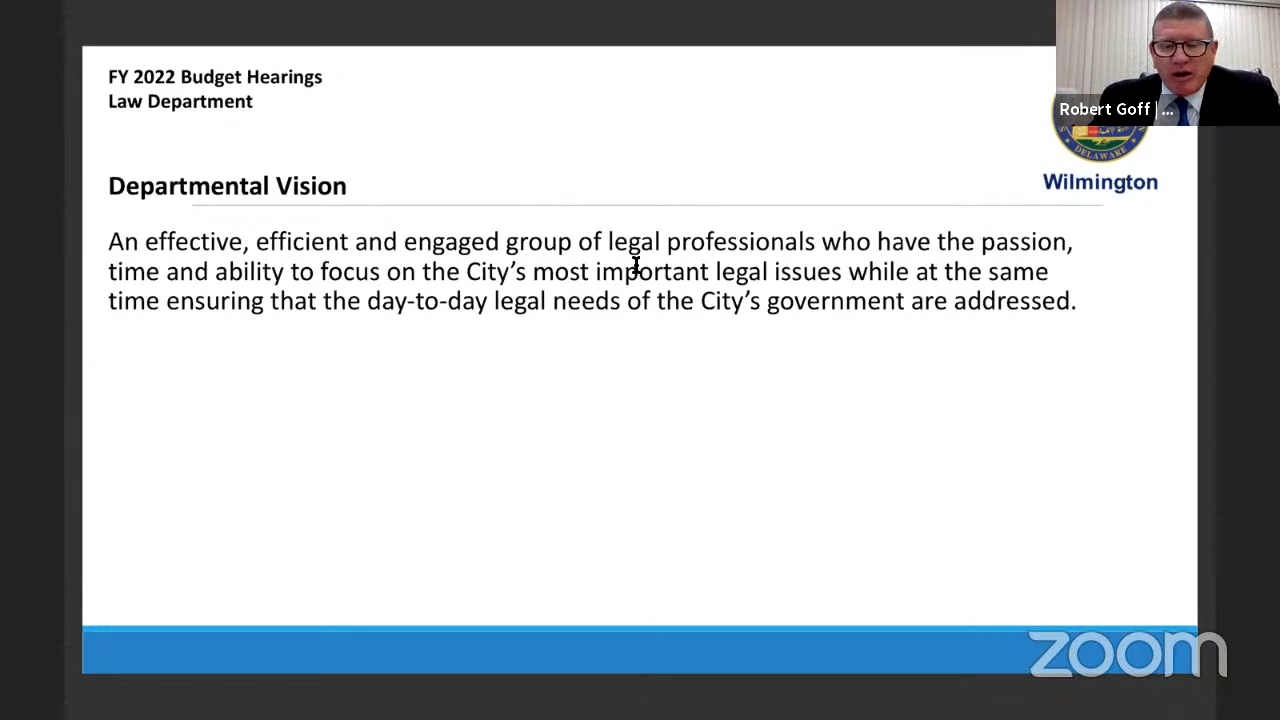 FY 2022 Budget Hearings
Law Department
Robert Goff | ...
DELAWARE
Wilmington
Departmental Vision
An effective, efficient and engaged group of legal professionals who have the passion,
time and ability to focus on the City’s most important legal issues while at the same
time ensuring that the day-to-day legal needs of the City’s government are addressed.
zoom